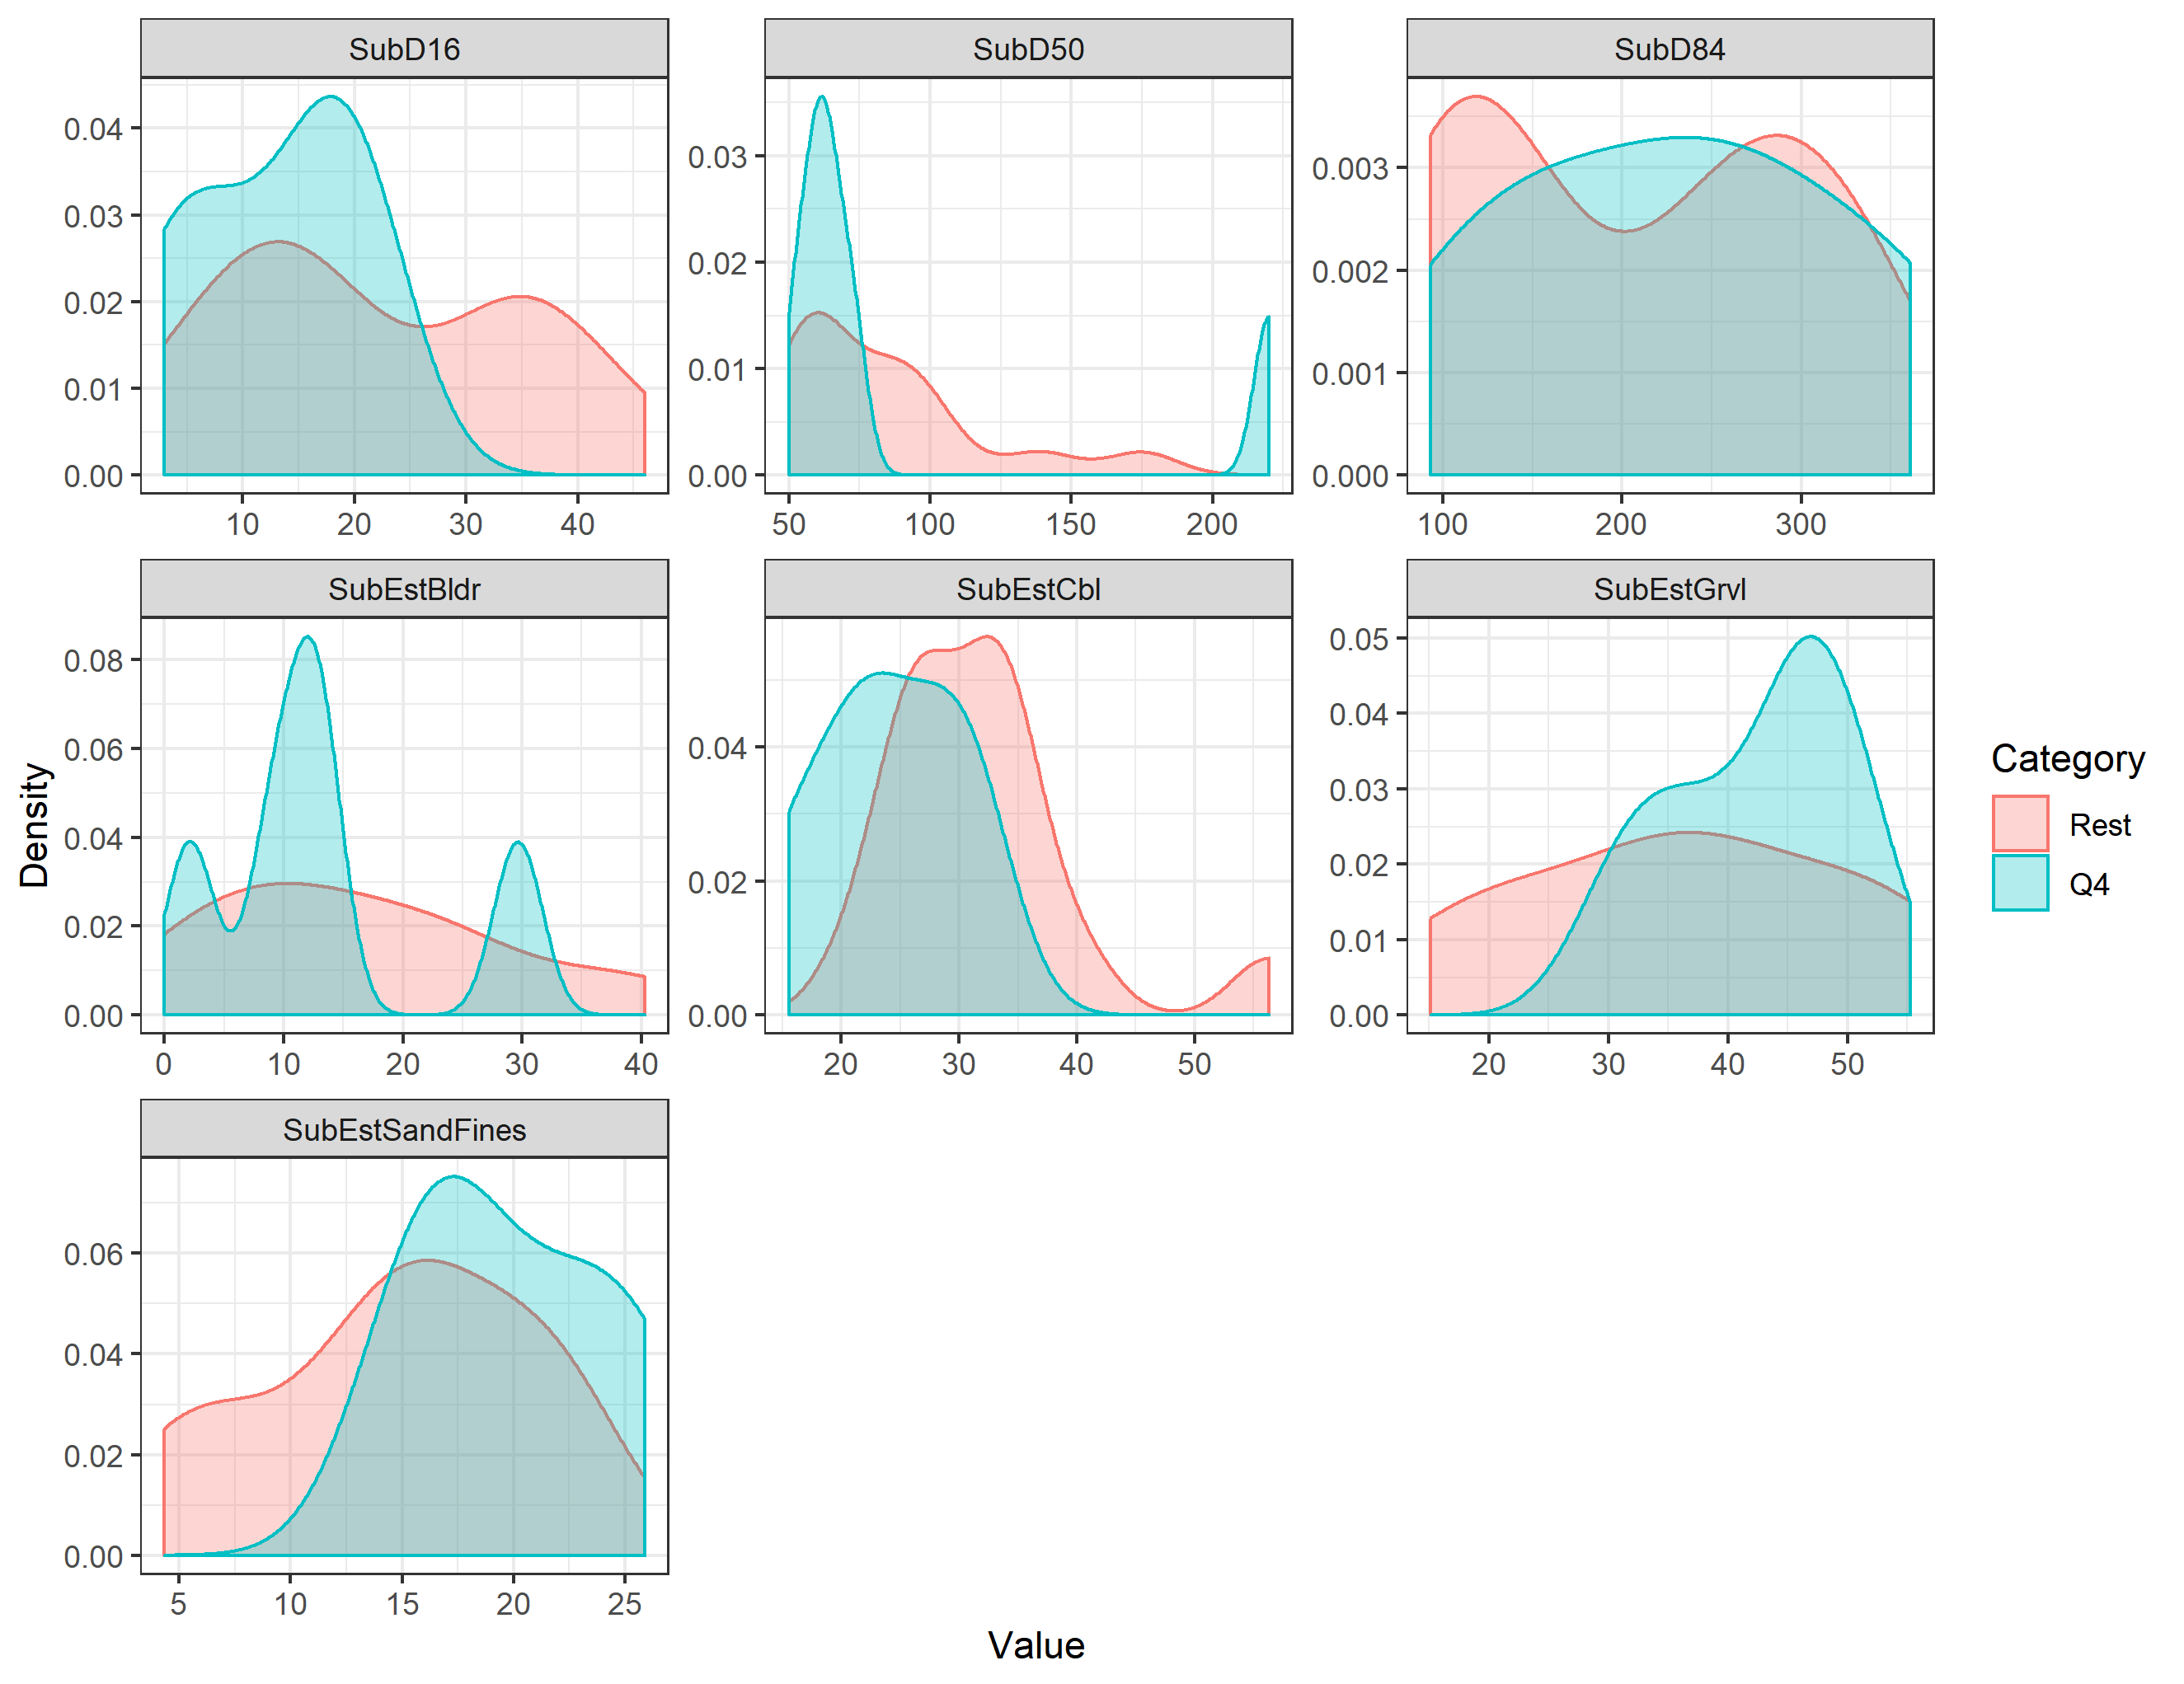 SubD16
SubD50
SubD84
0.04
0.03
0.02
0.01
0.00
10 20 30 40
0.03
0.02
0.01
0.00
50 100 150 200
0.003
0.002
0.001
0.000
100 200 300
SubEstBldr
SubEstCbl
SubEstGrvl
0.08
0.06
0.04
0.02
0.00
0 10 20 30 40
0.04
0.02
0.00
20 30 40 50
0.05
0.04
0.03
0.02
0.01
0.00
20 30 40 50
SubEstSandFines
0.06
0.04
0.02
0.00
5 10 15 20 25
Density
Value
Category
Rest
Q4